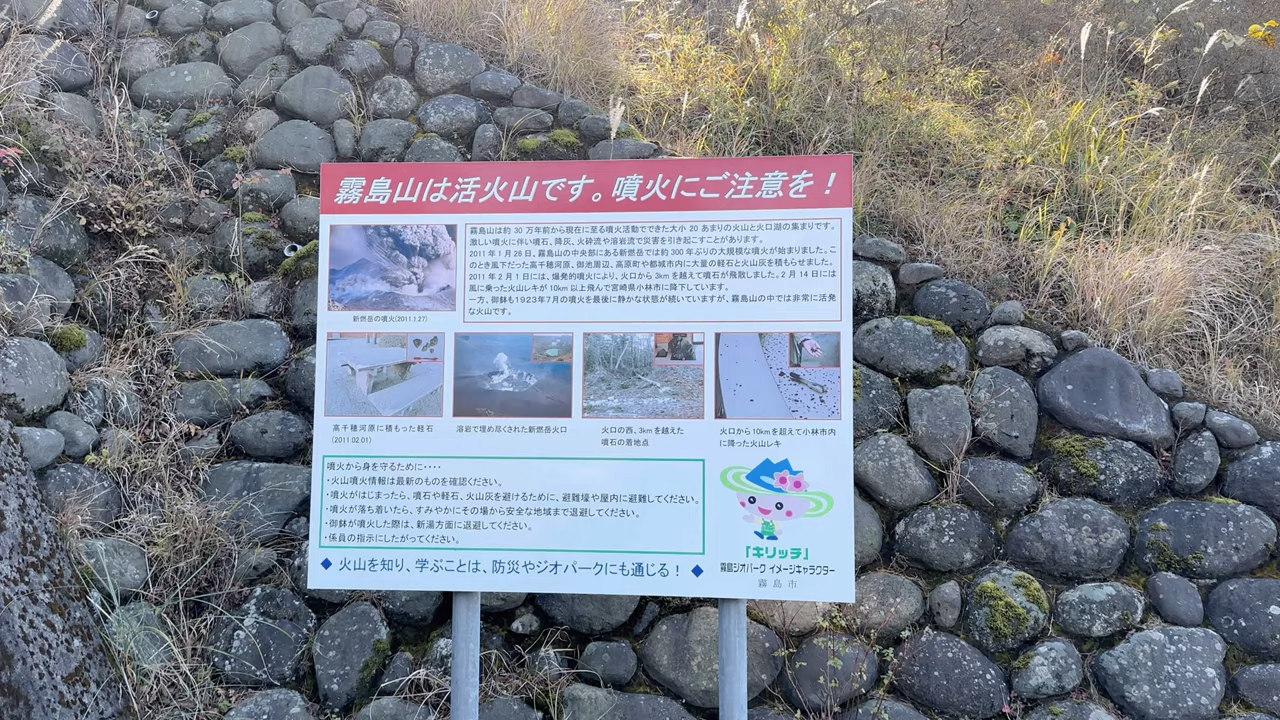 霧島山は活火山です。噴火にご注意を！
霧島山は約 30 万年前から現在に至る噴火活動でできた大小 20 あまりの火山と火口湖の集まりです。
激しい噴火に伴い噴石、降灰、火砕流や溶岩流で災害を引き起こすことがあります。
2011年1月26日、霧島山の中央部にある新燃岳では約300年ぶりの大規模な噴火が始まりました。こ
のとき風下だった高千穂河原、御池周辺、高原町や都城市内に大量の軽石と火山灰を積もらせました。
2011 年 2 月 1 日には、爆発的噴火により、火口から 3km を越えて噴石が飛散しました。2 月 14 日には
風に乗った火山レキが 10km 以上飛んで宮崎県小林市に降下しています。
一方、御鉢も1923年7月の噴火を最後に静かな状態が続いていますが、霧島山の中では非常に活発
な火山です。
新燃岳の噴火(2011.1.27)
高千穂河原に積もった軽石
(2011.02.01)
溶岩で埋め尽くされた新燃岳火口
火口の西、3kmを越えた
噴石の着地点
火口から10kmを超えて小林市内
に降った火山レキ
噴火から身を守るために・・・・
・火山噴火情報は最新のものを確認ください。
・噴火がはじまったら、噴石や軽石、火山灰を避けるために、避難壕や屋内に避難してください。
・噴火が落ち着いたら、すみやかにその場から安全な地域まで退避してください。
・御鉢が噴火した際は、新湯方面に退避してください。
・係員の指示にしたがってください。
◆ 火山を知り、学ぶことは、防災やジオパークにも通じる！ ◆
「キリッチ」
霧島ジオパーク イメージキャラクター
霧島市